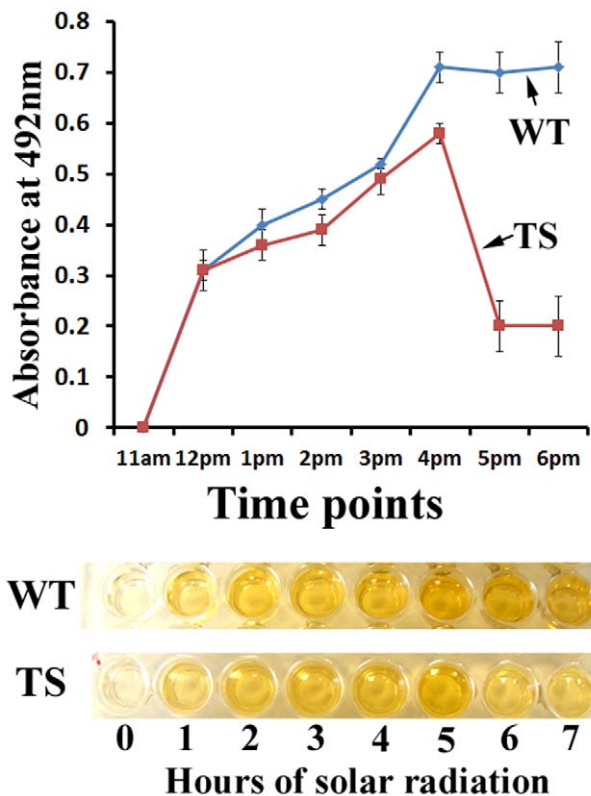 0.8
0.7
0.6
0.5
0.4
0.3
0.2
0.1
0
Absorbance at 492nm
WT
TS
11am 12pm 1pm 2pm 3pm 4pm 5pm 6pm
Time points
WT
TS
0 1 2 3 4 5 6 7
Hours of solar radiation